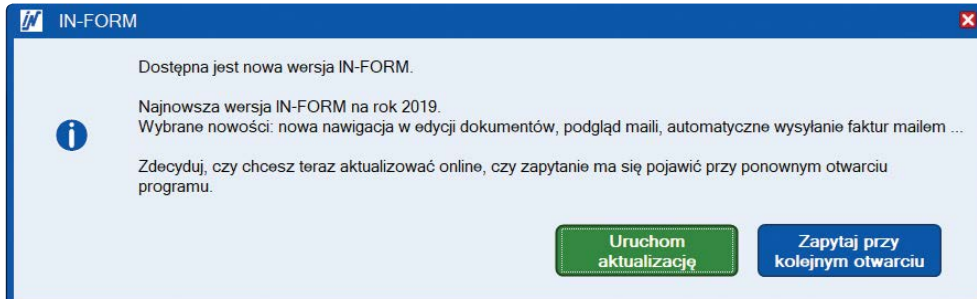 IN-FORM
Dostępna jest nowa wersja IN-FORM.
Najnowsza wersja IN-FORM na rok 2019.
Wybrane nowości: nowa nawigacja w edycji dokumentów, podgląd maili, automatyczne wysyłanie faktur mailem ...
Zdecyduj, czy chcesz teraz aktualizować online, czy zapytanie ma się pojawić przy ponownym otwarciu
programu.
Uruchom
aktualizację
Zapytaj przy
kolejnym otwarciu